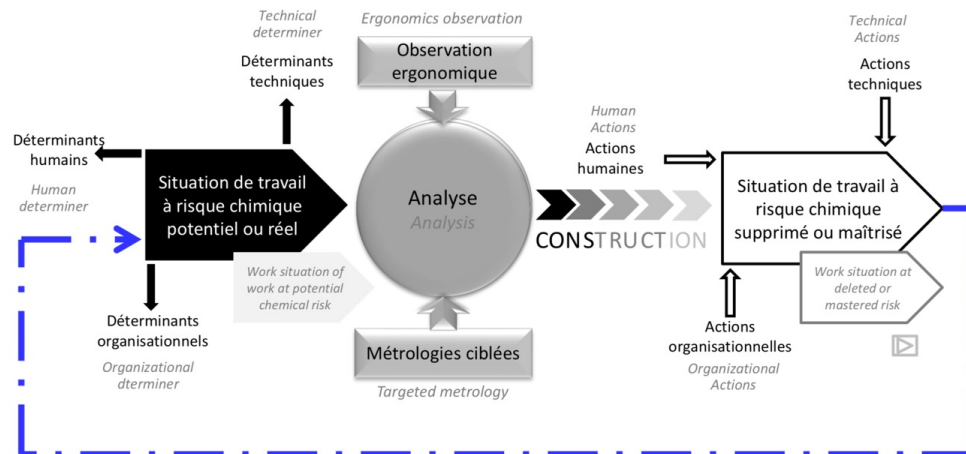 Technical
determiner
Déterminants
techniques
Ergonomics observation
Observation
ergonomique
Technical
Actions
Actions
techniques
Déterminants
humains
Human
determiner
Situation de travail
à risque chimique
potentiel ou réel
Work situation of
work at potential
chemical risk
Déterminants
organisationnels
Organizational
dterminer
Analyse
Analysis
Métrologies ciblées
Targeted metrology
CONSTRUCTION
Human
Actions
Actions
humaines
Situation de travail à
risque chimique
supprimé ou maîtrisé
Work situation at
deleted or
mastered risk
Actions
organisationnelles
Organizational
Actions